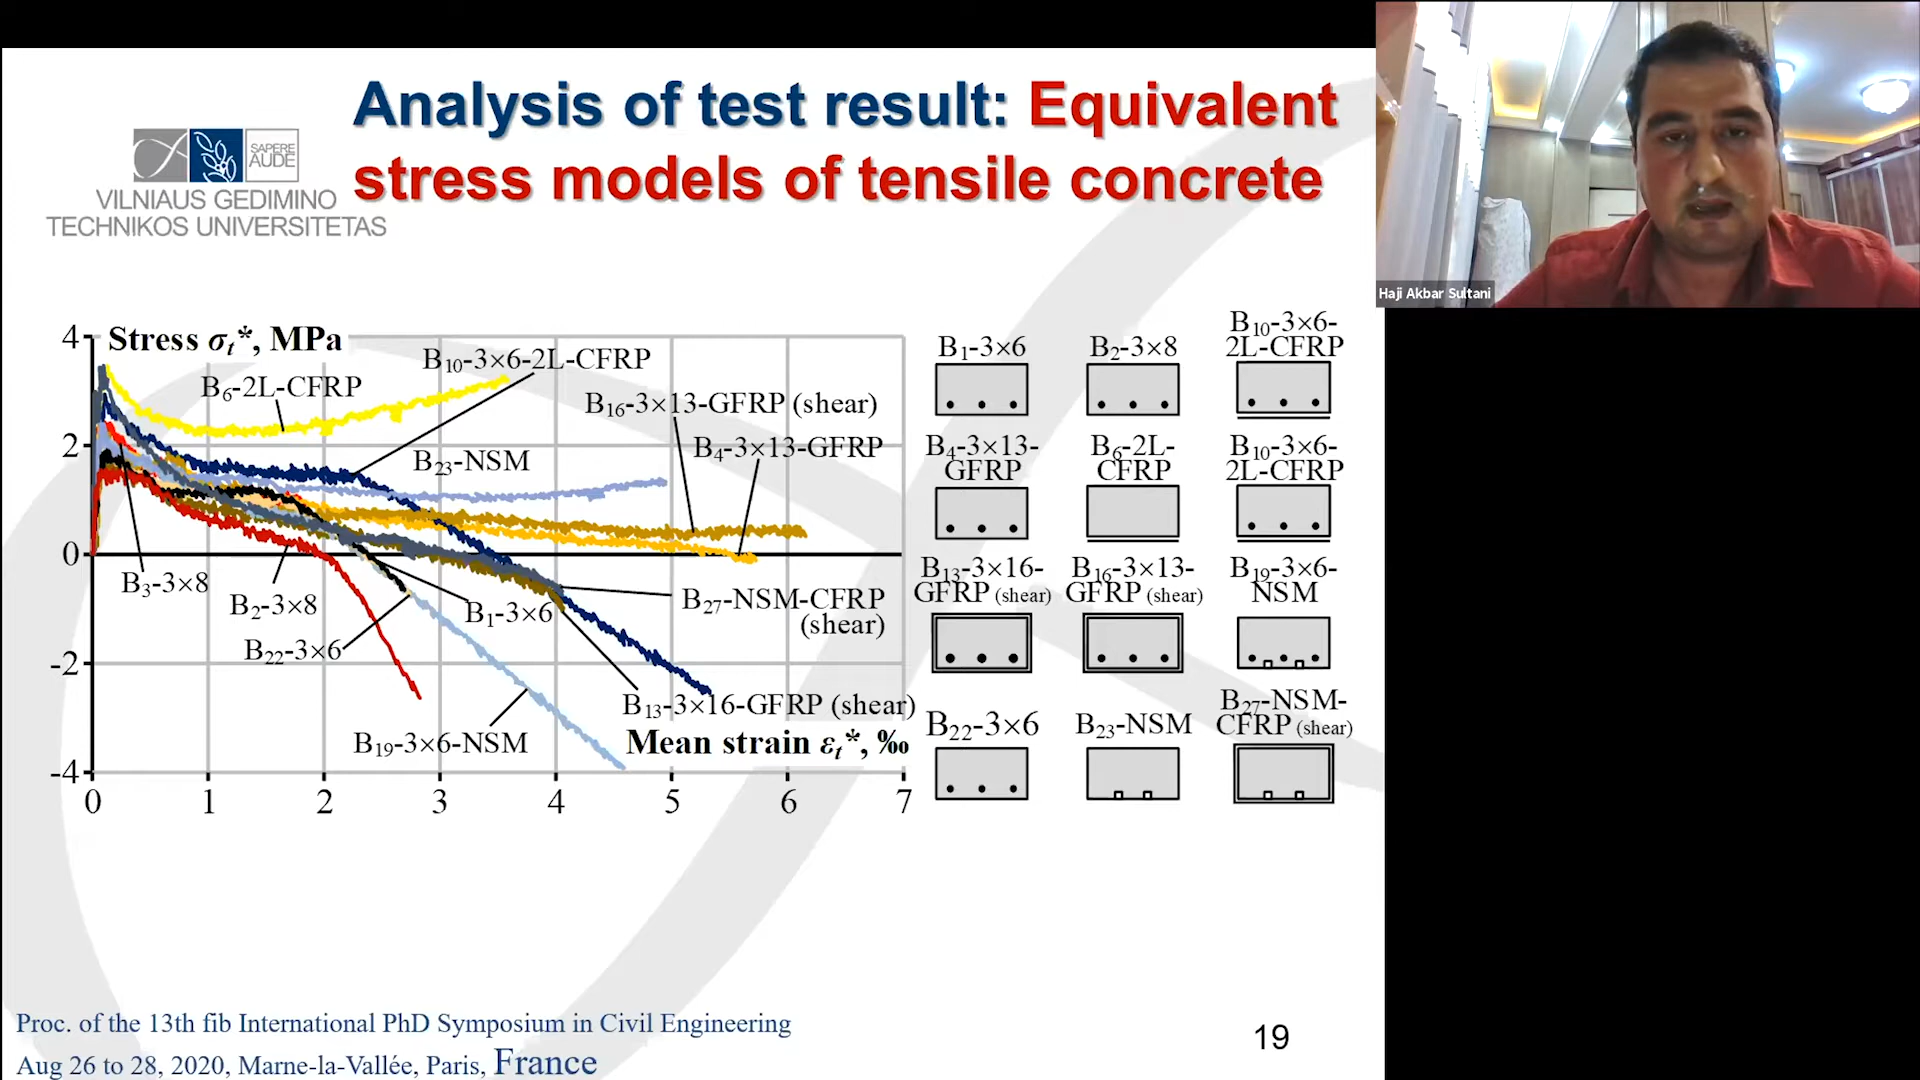 Analysis of test result: Equivalent
stress models of tensile concrete
SAPERE
AUDE
VILNIAUS GEDIMINO
TECHNIKOS UNIVERSITETAS
Haji Akbar Sultani
Stress σₜ*, MPa
4
2
0
-2
-4
0 1 2 3 4 5 6 7
Mean strain εₜ*, ‰
B₆-2L-CFRP
B₁₀-3×6-2L-CFRP
B₁₆-3×13-GFRP (shear)
B₄-3×13-GFRP
B₂₃-NSM
B₃-3×8
B₂-3×8
B₂₂-3×6
B₁-3×6
B₂₇-NSM-CFRP
(shear)
B₁₃-3×16-GFRP (shear)
B₁₉-3×6-NSM
B₁-3×6
B₂-3×8
B₁₀-3×6-
2L-CFRP
B₄-3×13-
GFRP
B₆-2L-
CFRP
B₁₀-3×6-
2L-CFRP
B₁₃-3×16-
GFRP (shear)
B₁₆-3×13-
GFRP (shear)
B₁₉-3×6-
NSM
B₂₂-3×6
B₂₃-NSM
B₂₇-NSM-
CFRP (shear)
Proc. of the 13th fib International PhD Symposium in Civil Engineering
Aug 26 to 28, 2020, Marne-la-Vallée, Paris, France
19